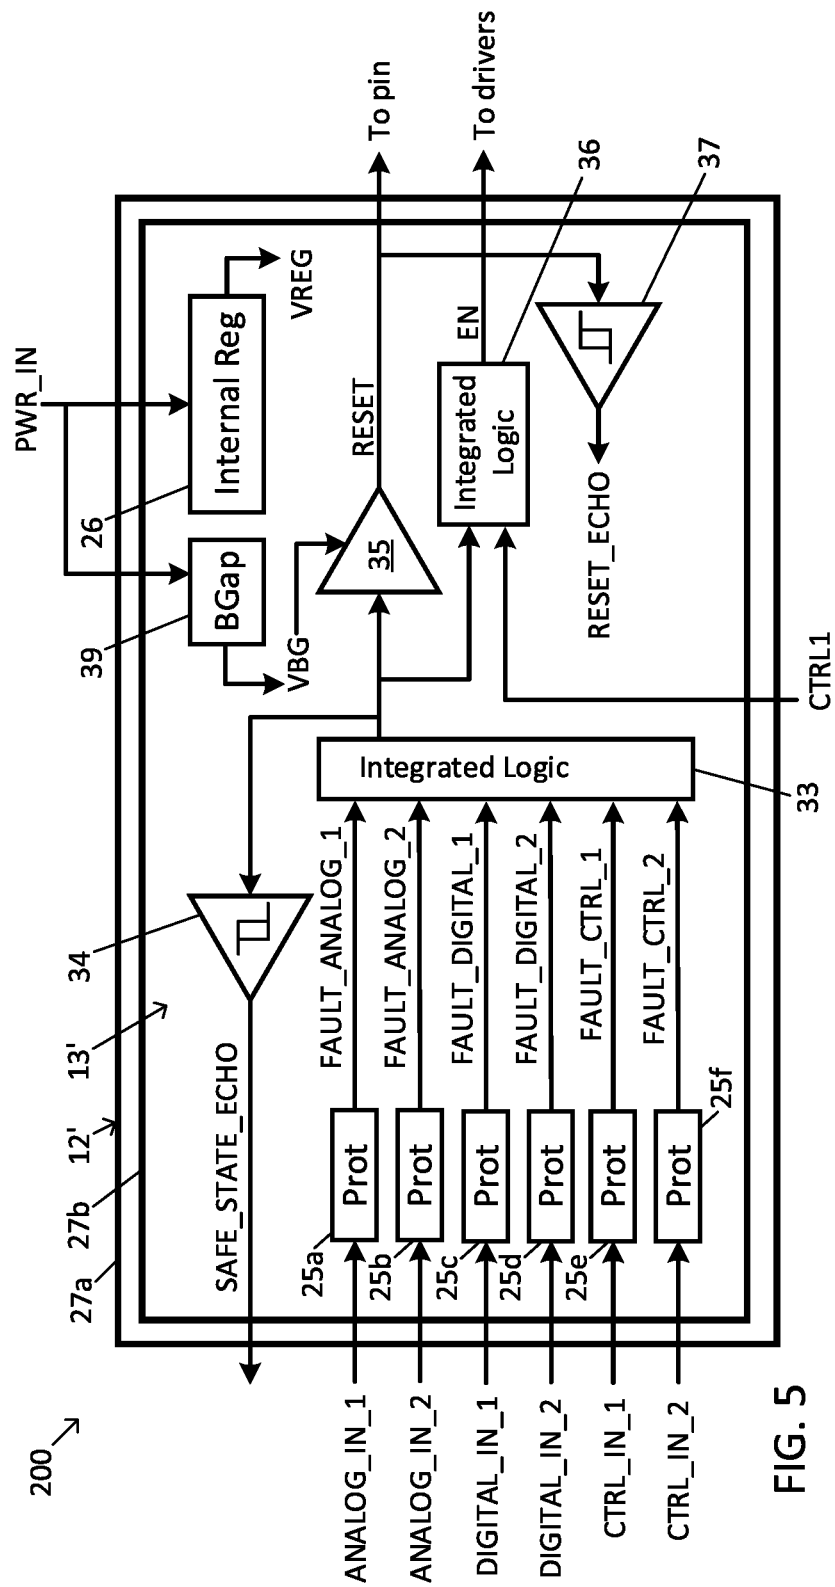 200
27a
27b
12'
13'
34
39
26
PWR_IN
BGap
Internal Reg
VBG
VREG
SAFE_STATE_ECHO
RESET
To pin
35
EN
To drivers
Integrated
Logic
36
37
RESET_ECHO
CTRL1
Integrated Logic
33
ANALOG_IN_1
25a
Prot
FAULT_ANALOG_1
ANALOG_IN_2
25b
Prot
FAULT_ANALOG_2
DIGITAL_IN_1
25c
Prot
FAULT_DIGITAL_1
DIGITAL_IN_2
25d
Prot
FAULT_DIGITAL_2
CTRL_IN_1
25e
Prot
FAULT_CTRL_1
CTRL_IN_2
Prot
25f
FAULT_CTRL_2
FIG. 5